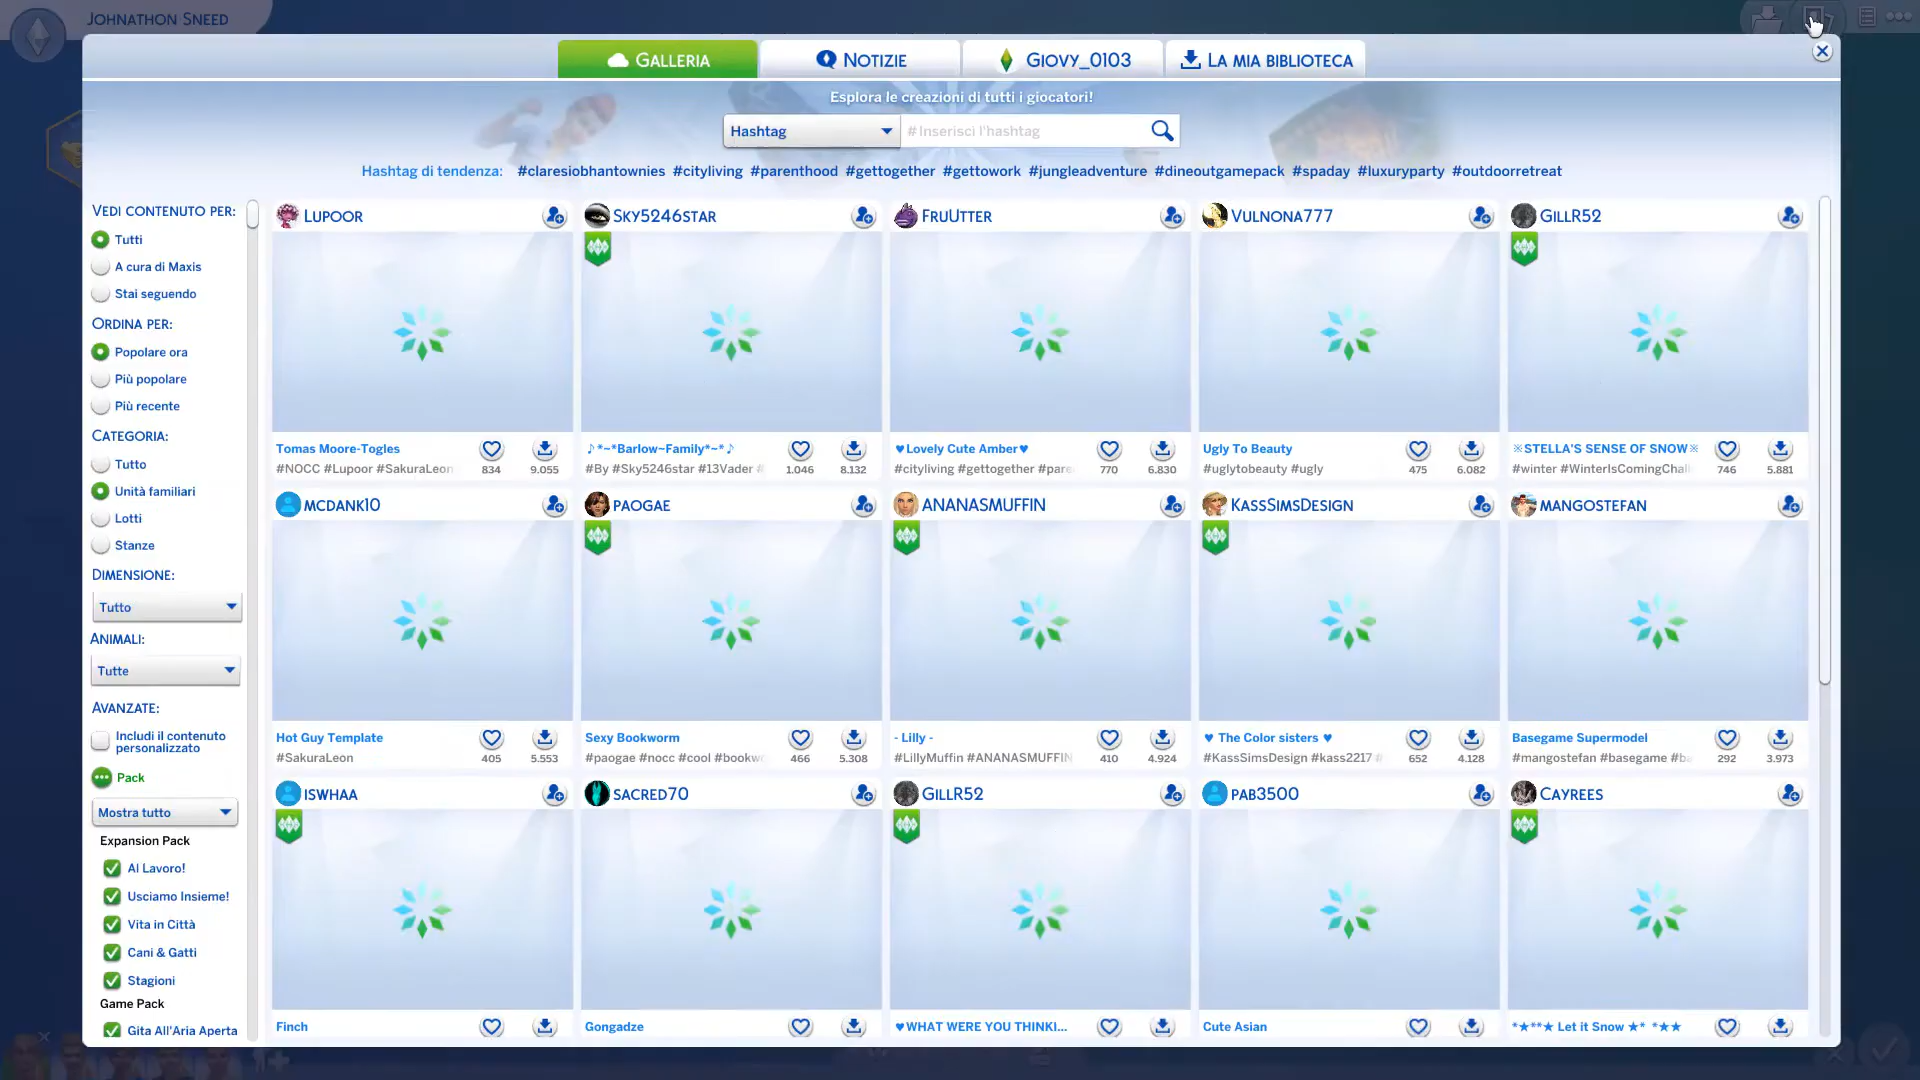 Johnathon Sneed
Galleria
Notizie
Giovy_0103
La mia biblioteca
Esplora le creazioni di tutti i giocatori!
Hashtag
#Inserisci l'hashtag
Hashtag di tendenza: #claresiobhantownies #cityliving #parenthood #gettogether #gettowork #jungleadventure #dineoutgamepack #spaday #luxuryparty #outdoorretreat
Vedi contenuto per:
Tutti
A cura di Maxis
Stai seguendo
Ordina per:
Popolare ora
Più popolare
Più recente
Categoria:
Tutto
Unità familiari
Lotti
Stanze
Dimensione:
Tutto
Animali:
Tutte
Avanzate:
Includi il contenuto
personalizzato
Pack
Mostra tutto
Expansion Pack
Al Lavoro!
Usciamo Insieme!
Vita in Città
Cani & Gatti
Stagioni
Game Pack
Gita All'Aria Aperta
Lupoor
Tomas Moore-Togles
#NOCC #Lupoor #SakuraLeon
834
9.055
Sky5246star
♪*~*Barlow~Family*~*♪
#By #Sky5246star #13Vader #
1.046
8.132
FruUtter
♥Lovely Cute Amber♥
#cityliving #gettogether #pare
770
6.830
Vulnona777
Ugly To Beauty
#uglytobeauty #ugly
475
6.082
GillR52
※STELLA'S SENSE OF SNOW※
#winter #WinterIsComingChal
746
5.881
mcdank10
Hot Guy Template
#SakuraLeon
405
5.553
paogae
Sexy Bookworm
#paogae #nocc #cool #bookwo
466
5.308
ANANASMUFFIN
- Lilly -
#LillyMuffin #ANANASMUFFIN
410
4.924
KassSimsDesign
♥ The Color sisters ♥
#KassSimsDesign #kass2217 #
652
4.128
mangostefan
Basegame Supermodel
#mangostefan #basegame #ba
292
3.973
iswhaa
Finch
sacred70
Gongadze
GillR52
♥WHAT WERE YOU THINKI...
pab3500
Cute Asian
Cayrees
*★**★ Let it Snow ★* *★★